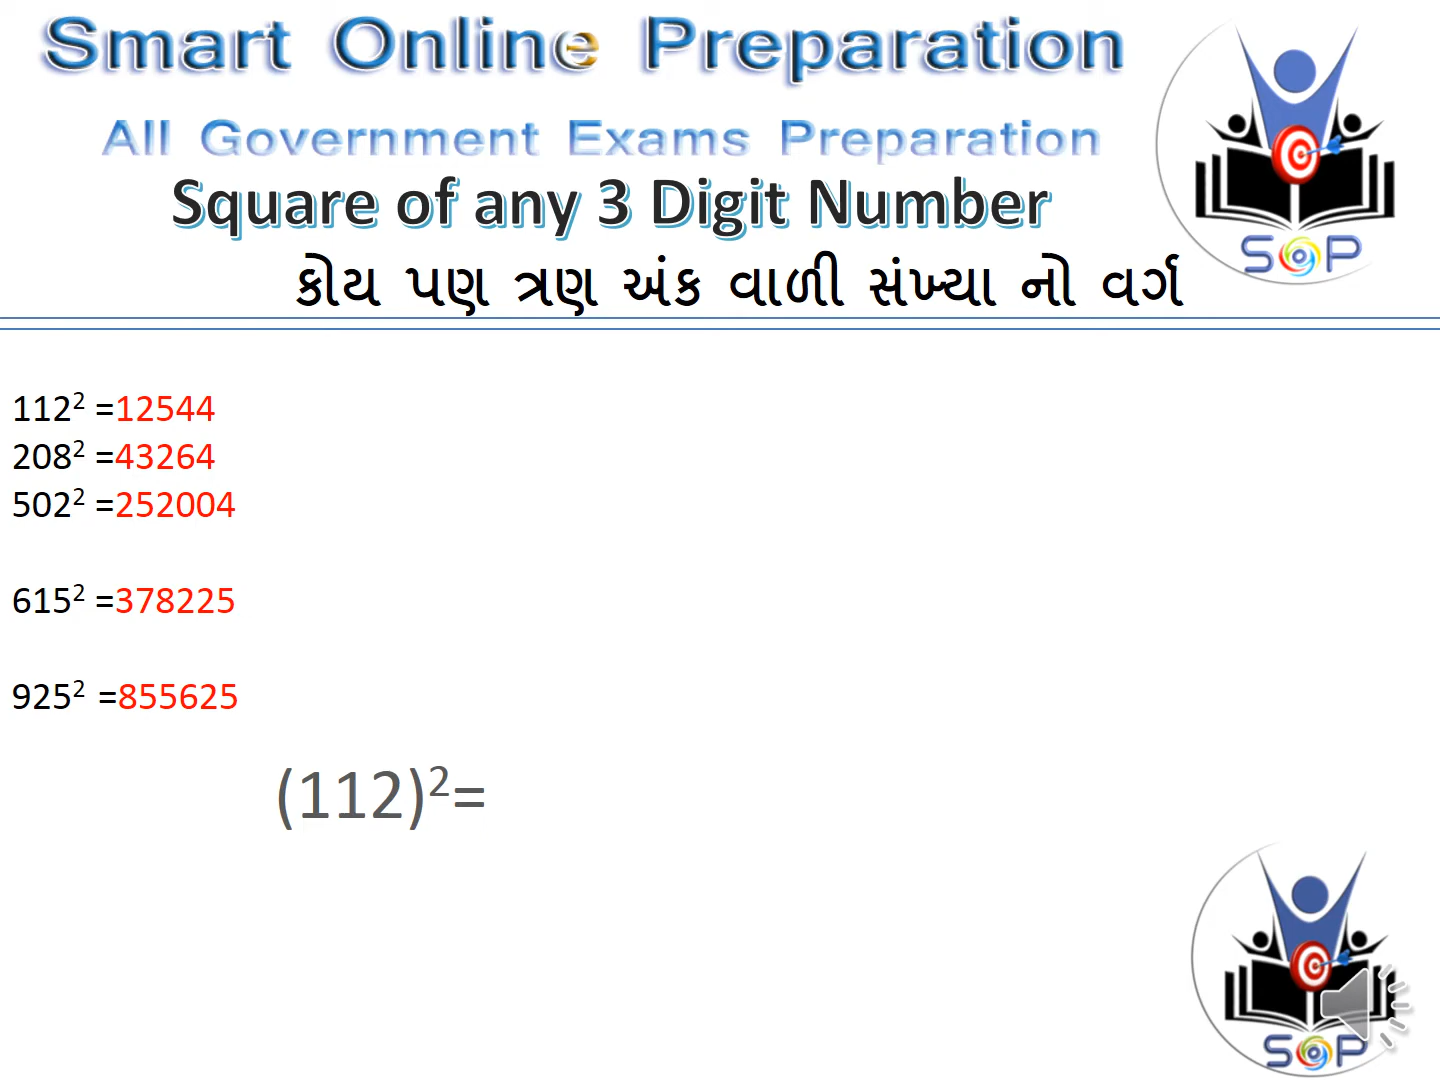 Smart Online Preparation
All Government Exams Preparation
Square of any 3 Digit Number
કોય પણ ત્રણ અંક વાળી સંખ્યા નો વર્ગ
SOP
112² =12544
208² =43264
502² =252004
615² =378225
925² =855625
(112)²=
SOP